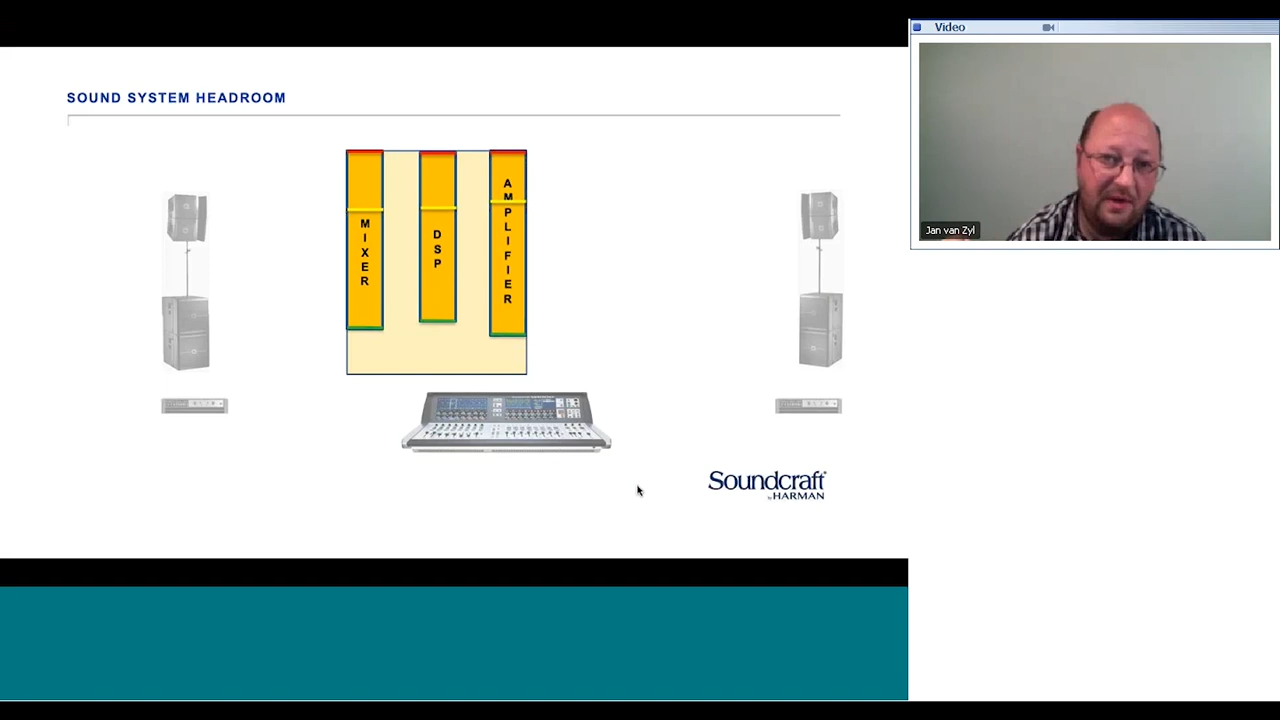 SOUND SYSTEM HEADROOM
MIXER
DSP
AMPLIFIER
Soundcraft
by HARMAN
Video
Jan van Zyl